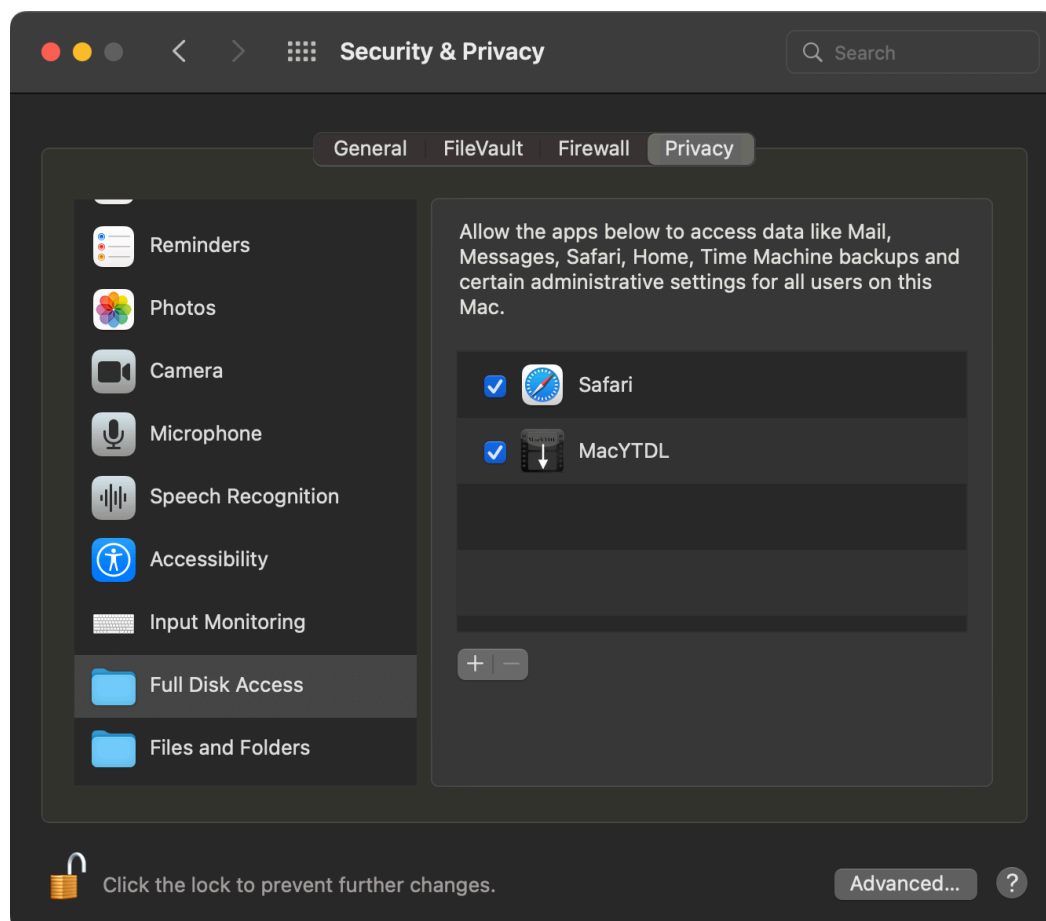 Security & Privacy
Search
General
FileVault
Firewall
Privacy
Reminders
Photos
Camera
Microphone
Speech Recognition
Accessibility
Input Monitoring
Full Disk Access
Files and Folders
Allow the apps below to access data like Mail,
Messages, Safari, Home, Time Machine backups and
certain administrative settings for all users on this
Mac.
Safari
MacYTDL
MacYTDL
+
−
Click the lock to prevent further changes.
Advanced...
?